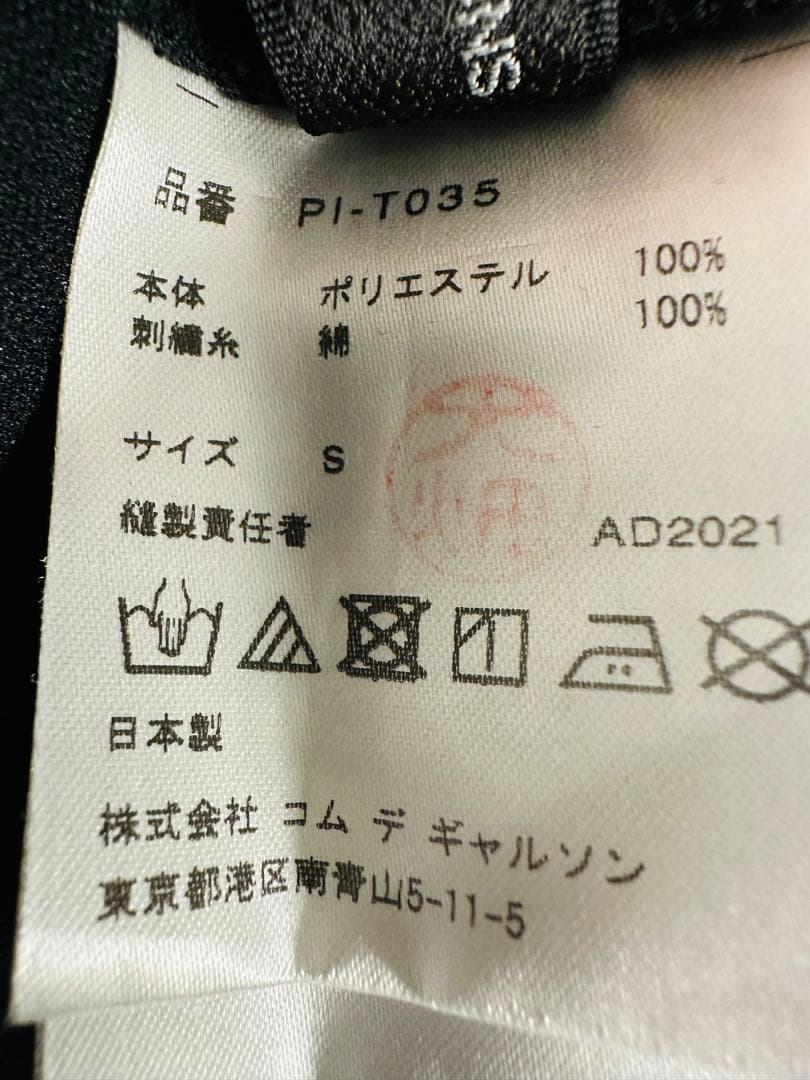 品番 PI-T035
本体 ポリエステル 100%
刺繍糸 綿 100%
サイズ S
縫製責任者 AD2021
日本製
株式会社 コム デ ギャルソン
東京都港区南青山5-11-5